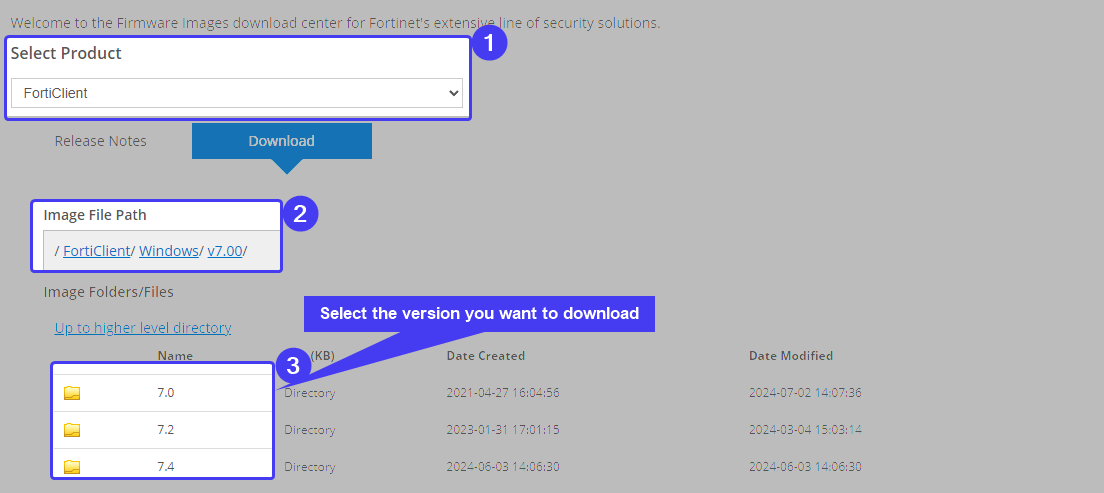 Welcome to the Firmware Images download center for Fortinet's extensive line of security solutions.
1
Select Product
FortiClient
Release Notes Download
2
Image File Path
/ FortiClient/ Windows/ v7.00/
Image Folders/Files
Select the version you want to download
Up to higher level directory
3
Name (KB) Date Created Date Modified
7.0 Directory 2021-04-27 16:04:56 2024-07-02 14:07:36
7.2 Directory 2023-01-31 17:01:15 2024-03-04 15:03:14
7.4 Directory 2024-06-03 14:06:30 2024-06-03 14:06:30